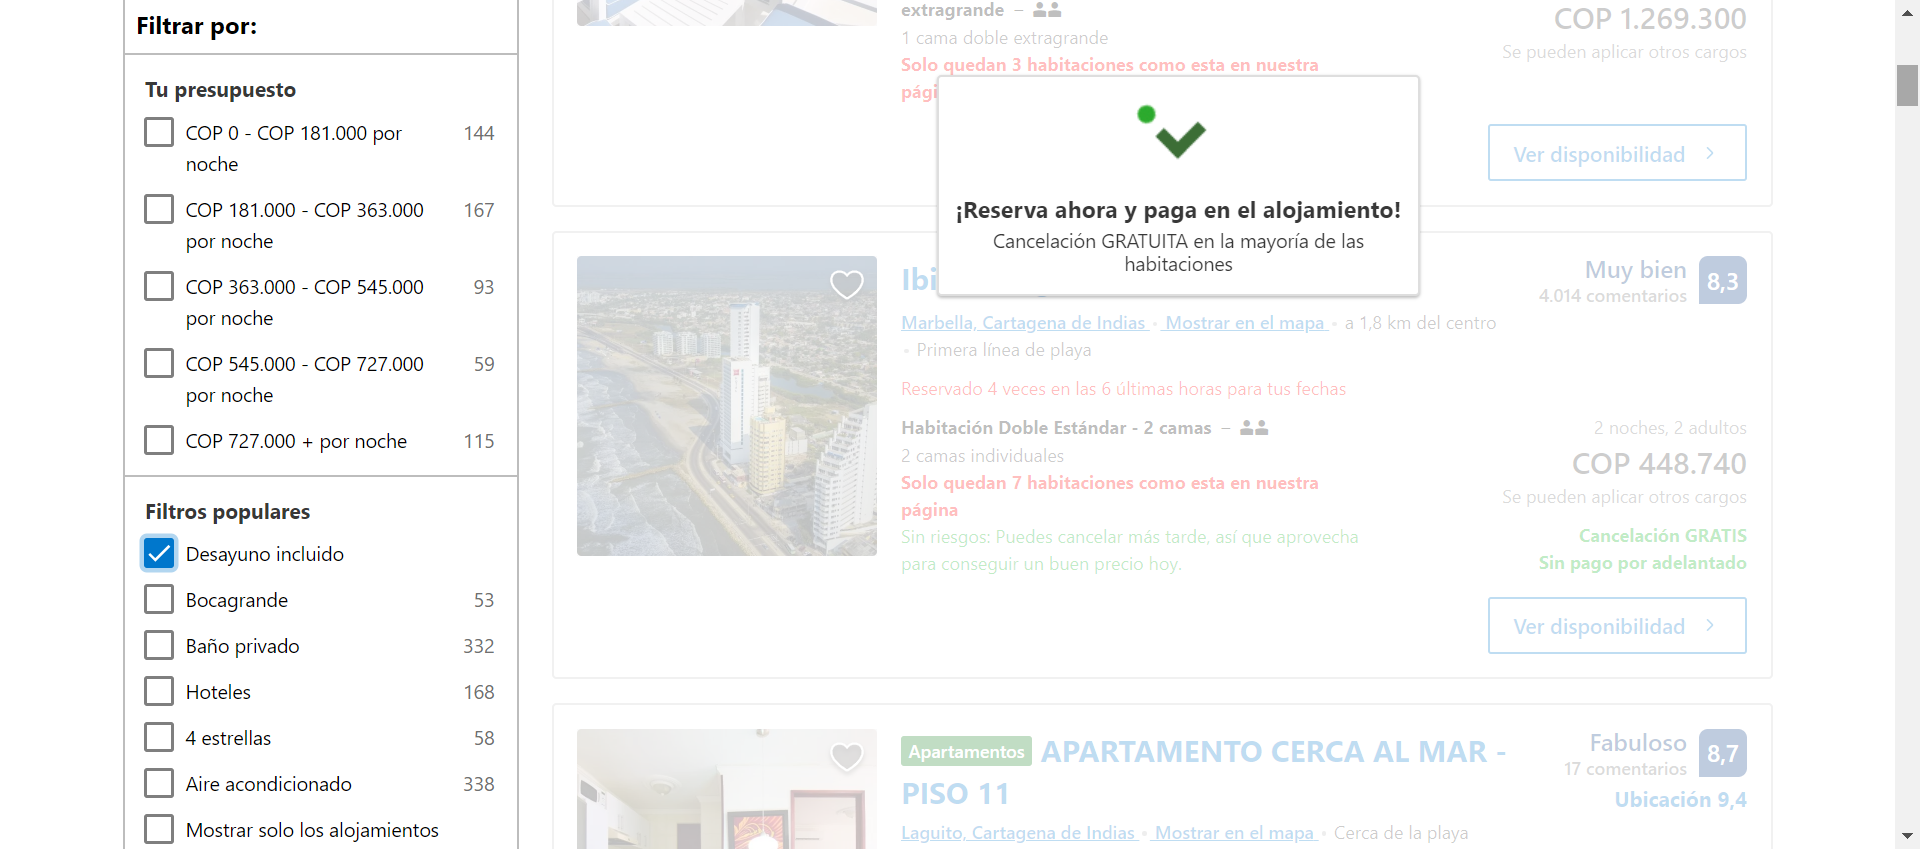 Filtrar por:
Tu presupuesto
COP 0 - COP 181.000 por
noche
144
COP 181.000 - COP 363.000
por noche
167
COP 363.000 - COP 545.000
por noche
93
COP 545.000 - COP 727.000
por noche
59
COP 727.000 + por noche
115
Filtros populares
Desayuno incluido
Bocagrande
53
Baño privado
332
Hoteles
168
4 estrellas
58
Aire acondicionado
338
Mostrar solo los alojamientos
extragrande –
1 cama doble extragrande
Solo quedan 3 habitaciones como esta en nuestra
COP 1.269.300
Se pueden aplicar otros cargos
Ver disponibilidad
¡Reserva ahora y paga en el alojamiento!
Cancelación GRATUITA en la mayoría de las
habitaciones
Muy bien
4.014 comentarios
8,3
Marbella, Cartagena de Indias • Mostrar en el mapa • a 1,8 km del centro
• Primera línea de playa
Reservado 4 veces en las 6 últimas horas para tus fechas
Habitación Doble Estándar - 2 camas –
2 camas individuales
Solo quedan 7 habitaciones como esta en nuestra
página
Sin riesgos: Puedes cancelar más tarde, así que aprovecha
para conseguir un buen precio hoy.
2 noches, 2 adultos
COP 448.740
Se pueden aplicar otros cargos
Cancelación GRATIS
Sin pago por adelantado
Ver disponibilidad
Apartamentos APARTAMENTO CERCA AL MAR -
PISO 11
Fabuloso
17 comentarios
8,7
Ubicación 9,4
Laguito, Cartagena de Indias • Mostrar en el mapa • Cerca de la playa